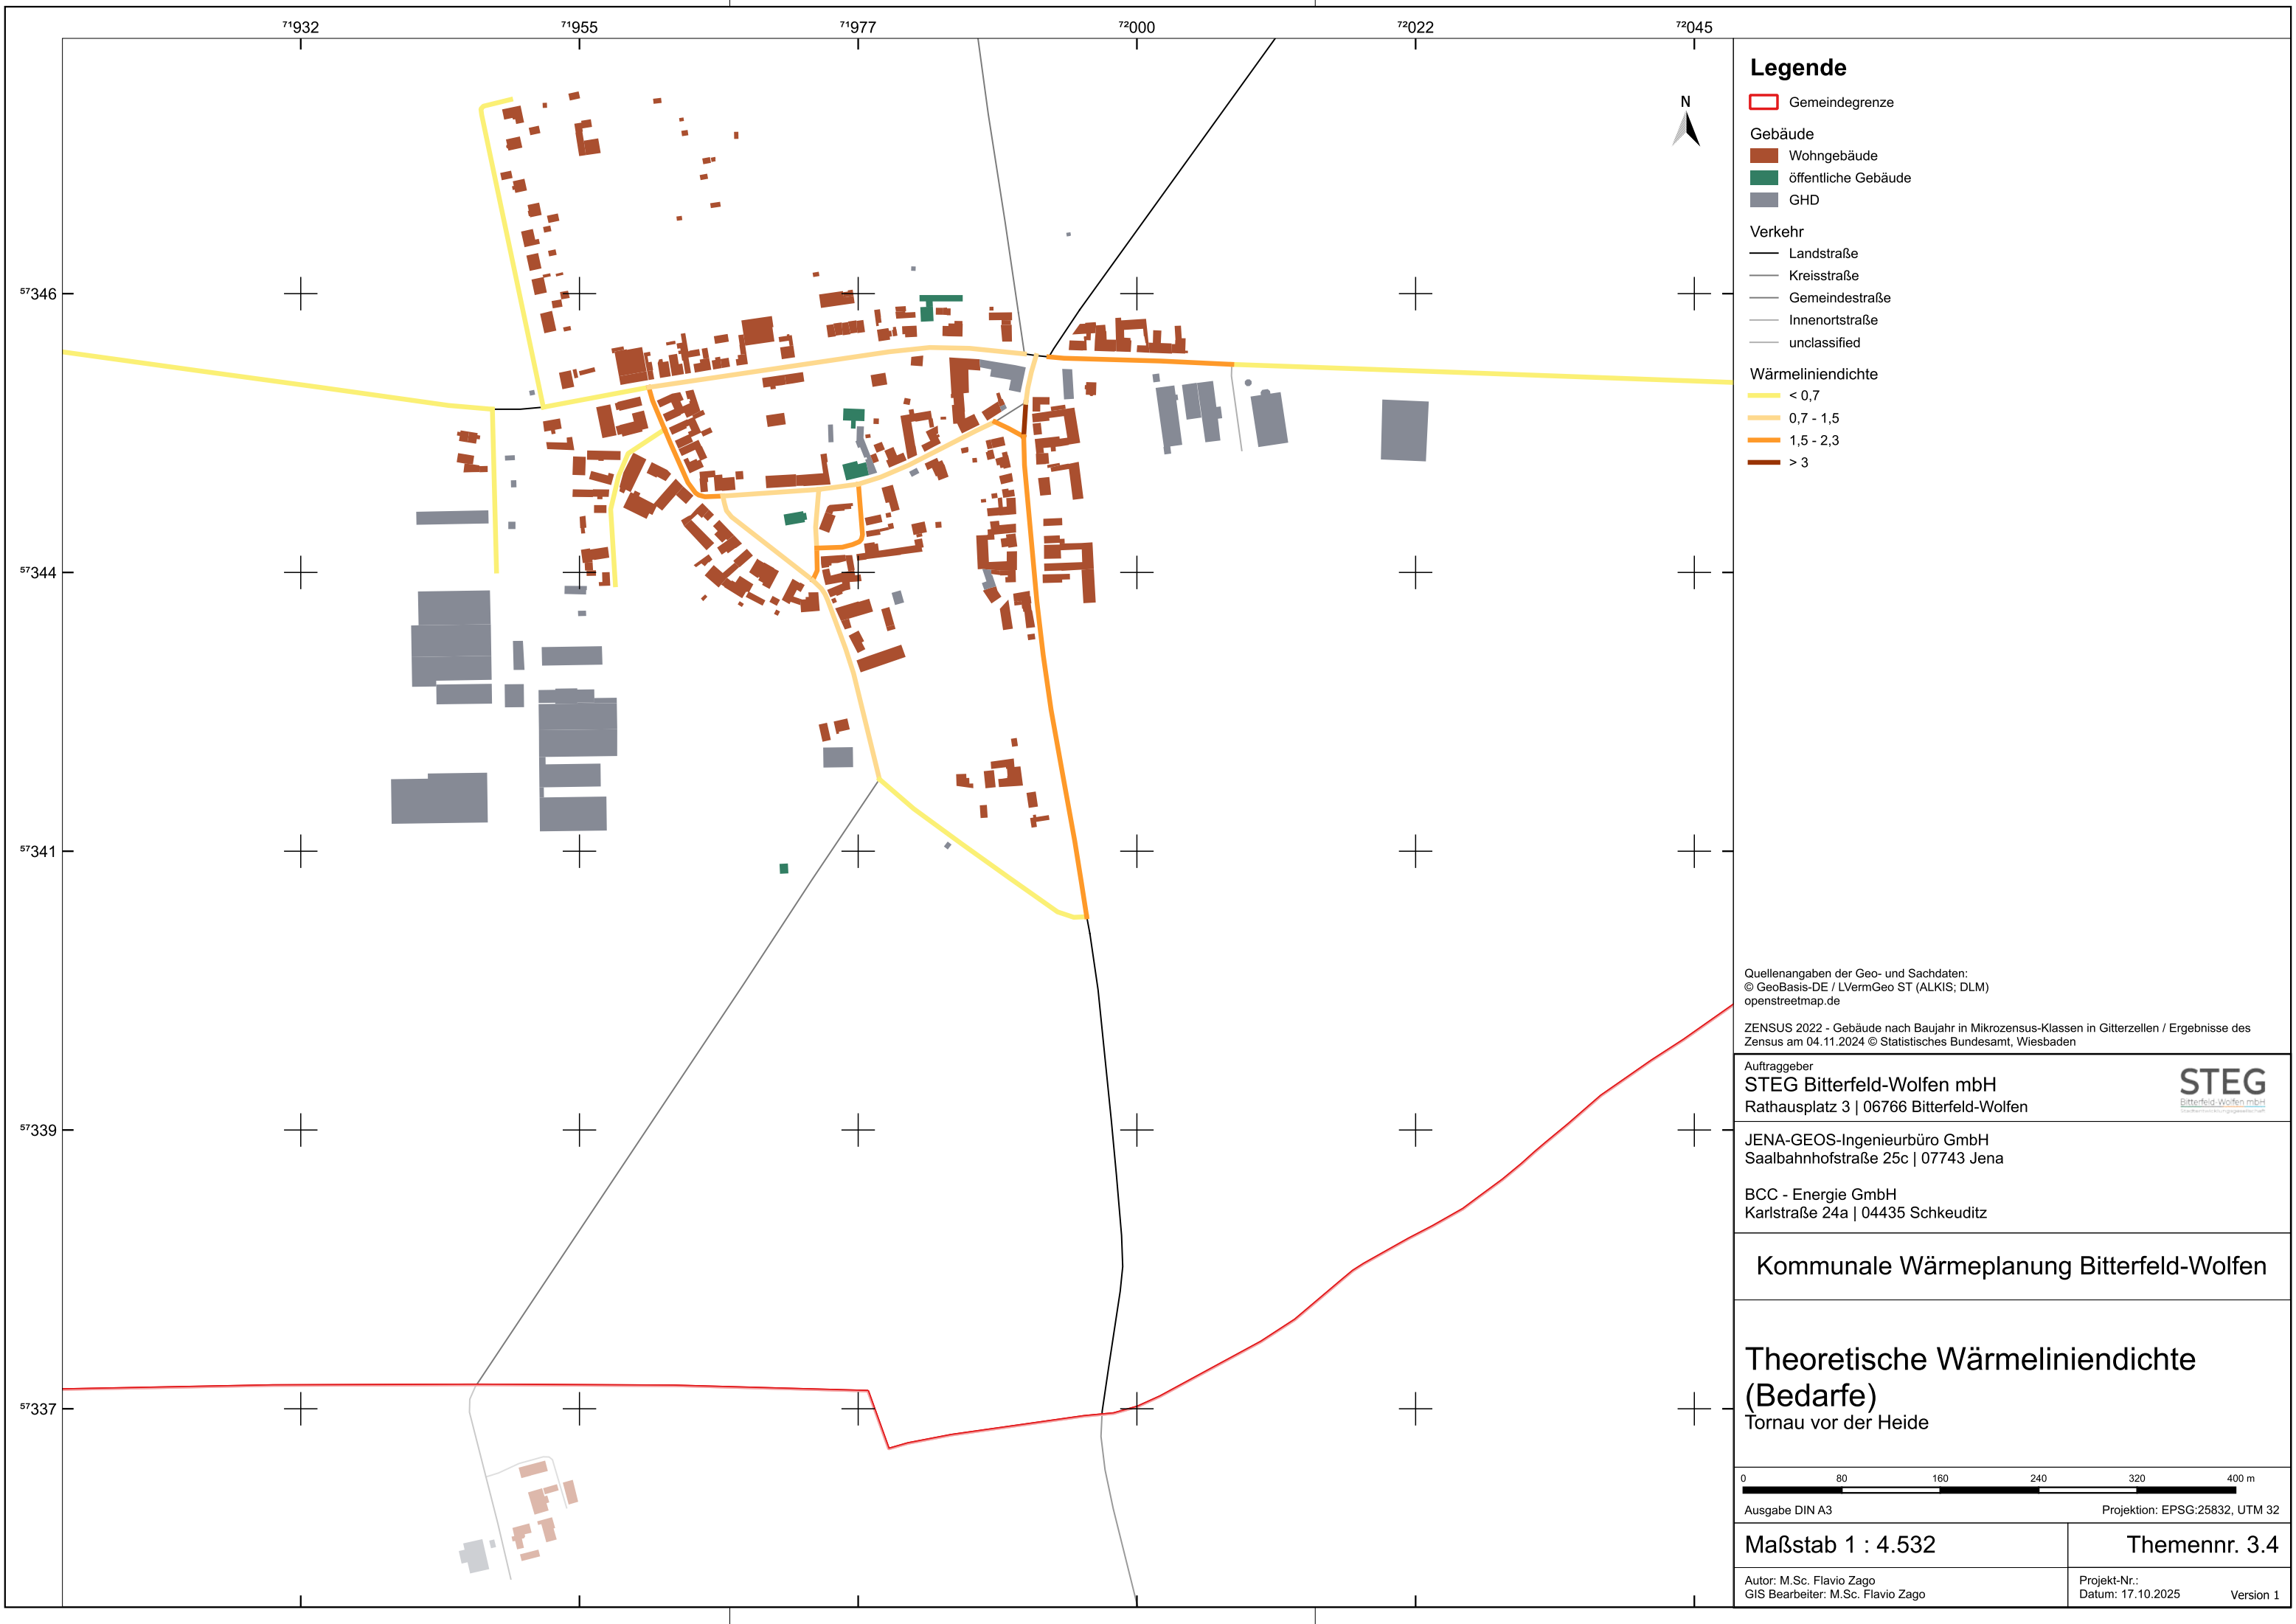 ⁷¹932 ⁷¹955 ⁷¹977 ⁷²000 ⁷²022 ⁷²045
⁵⁷346
⁵⁷344
⁵⁷341
⁵⁷339
⁵⁷337
N
Legende
Gemeindegrenze
Gebäude
Wohngebäude
öffentliche Gebäude
GHD
Verkehr
Landstraße
Kreisstraße
Gemeindestraße
Innenortstraße
unclassified
Wärmeliniendichte
< 0,7
0,7 - 1,5
1,5 - 2,3
> 3
Quellenangaben der Geo- und Sachdaten:
© GeoBasis-DE / LVermGeo ST (ALKIS; DLM)
openstreetmap.de
ZENSUS 2022 - Gebäude nach Baujahr in Mikrozensus-Klassen in Gitterzellen / Ergebnisse des
Zensus am 04.11.2024 © Statistisches Bundesamt, Wiesbaden
Auftraggeber
STEG Bitterfeld-Wolfen mbH
Rathausplatz 3 | 06766 Bitterfeld-Wolfen
STEG
Bitterfeld-Wolfen mbH
JENA-GEOS-Ingenieurbüro GmbH
Saalbahnhofstraße 25c | 07743 Jena
BCC - Energie GmbH
Karlstraße 24a | 04435 Schkeuditz
Kommunale Wärmeplanung Bitterfeld-Wolfen
Theoretische Wärmeliniendichte
(Bedarfe)
Tornau vor der Heide
0 80 160 240 320 400 m
Ausgabe DIN A3 Projektion: EPSG:25832, UTM 32
Maßstab 1 : 4.532 Themennr. 3.4
Autor: M.Sc. Flavio Zago Projekt-Nr.:
GIS Bearbeiter: M.Sc. Flavio Zago Datum: 17.10.2025 Version 1